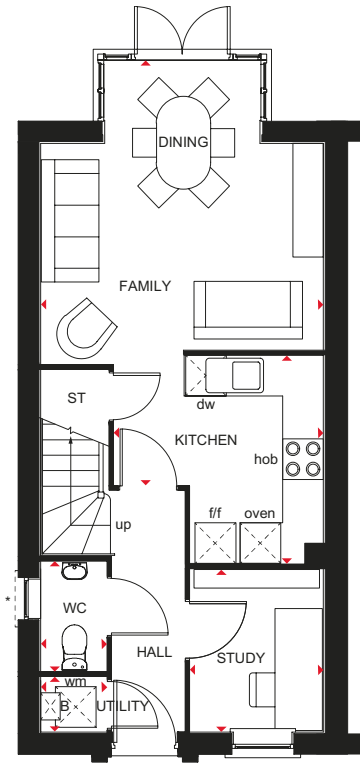 DINING
FAMILY
ST
dw
KITCHEN
hob
f/f oven
up
*
WC
HALL
STUDY
wm
B UTILITY